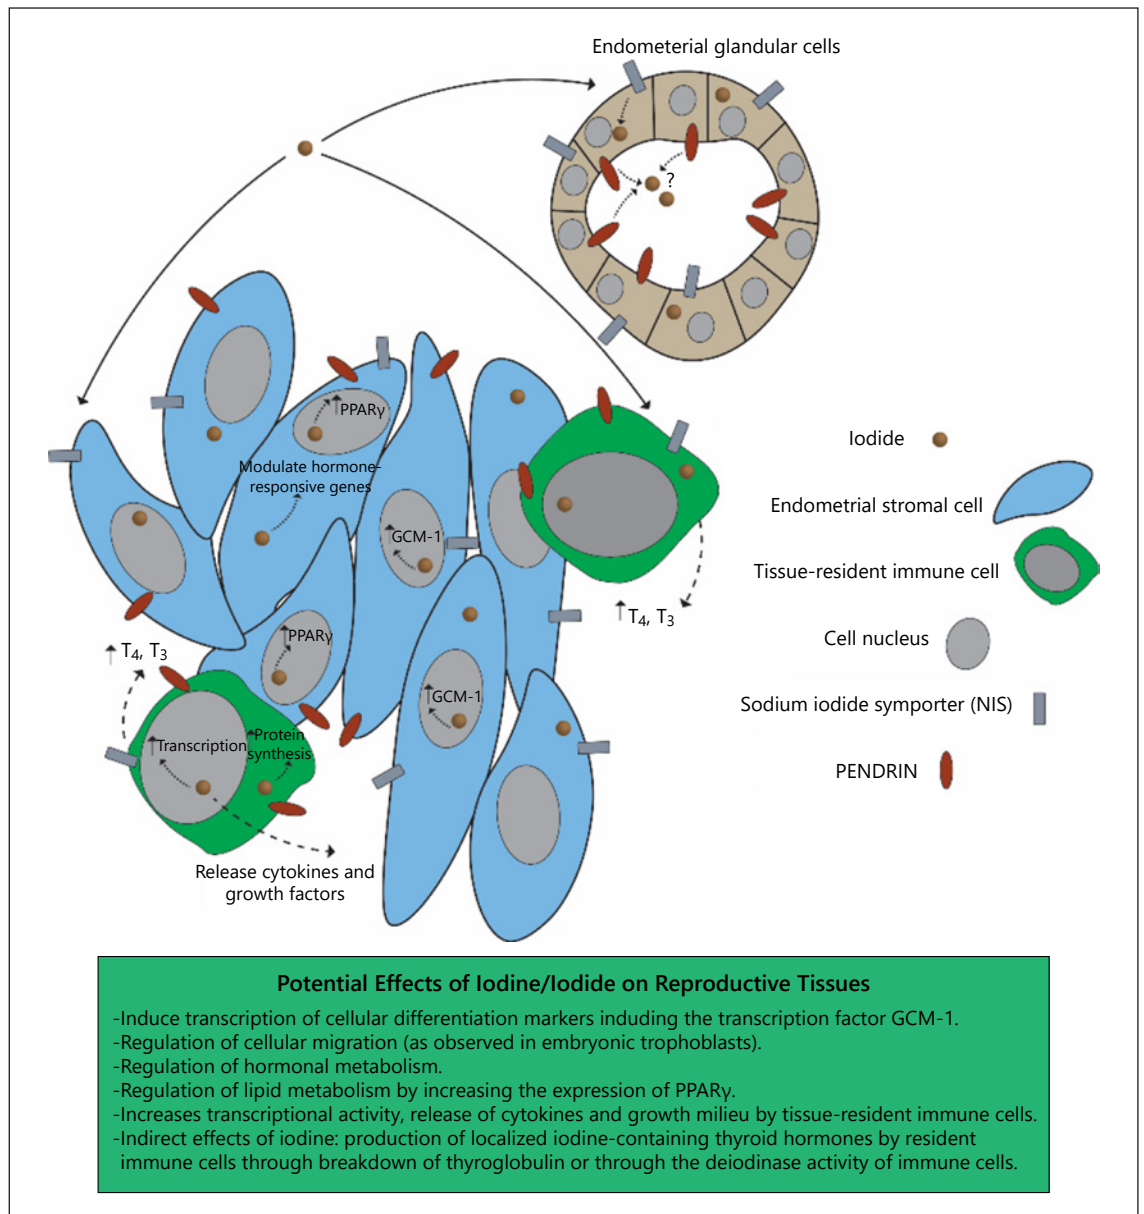 Endometerial glandular cells
?
PPARγ
Modulate hormone-
responsive genes
GCM-1
T4, T3
PPARγ
T4, T3
GCM-1
Transcription
Protein
synthesis
Release cytokines and
growth factors
Iodide
Endometrial stromal cell
Tissue-resident immune cell
Cell nucleus
Sodium iodide symporter (NIS)
PENDRIN
Potential Effects of Iodine/Iodide on Reproductive Tissues
-Induce transcription of cellular differentiation markers induding the transcription factor GCM-1.
-Regulation of cellular migration (as observed in embryonic trophoblasts).
-Regulation of hormonal metabolism.
-Regulation of lipid metabolism by increasing the expression of PPARγ.
-Increases transcriptional activity, release of cytokines and growth milieu by tissue-resident immune cells.
-Indirect effects of iodine: production of localized iodine-containing thyroid hormones by resident
immune cells through breakdown of thyroglobulin or through the deiodinase activity of immune cells.